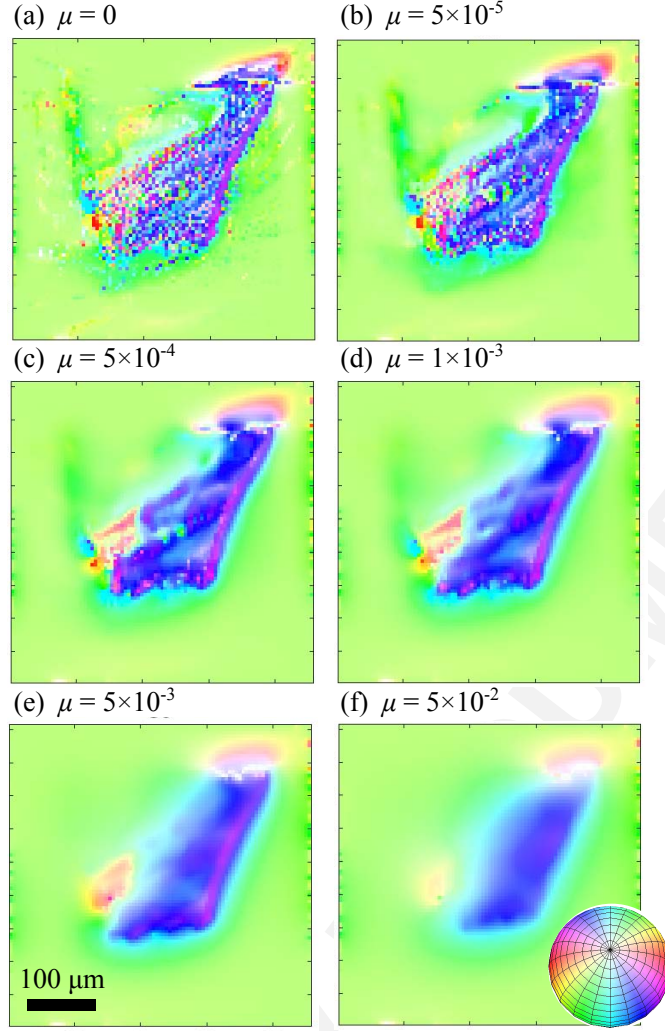 (a) μ = 0
(b) μ = 5×10⁻⁵
(c) μ = 5×10⁻⁴
(d) μ = 1×10⁻³
(e) μ = 5×10⁻³
(f) μ = 5×10⁻²
100 μm